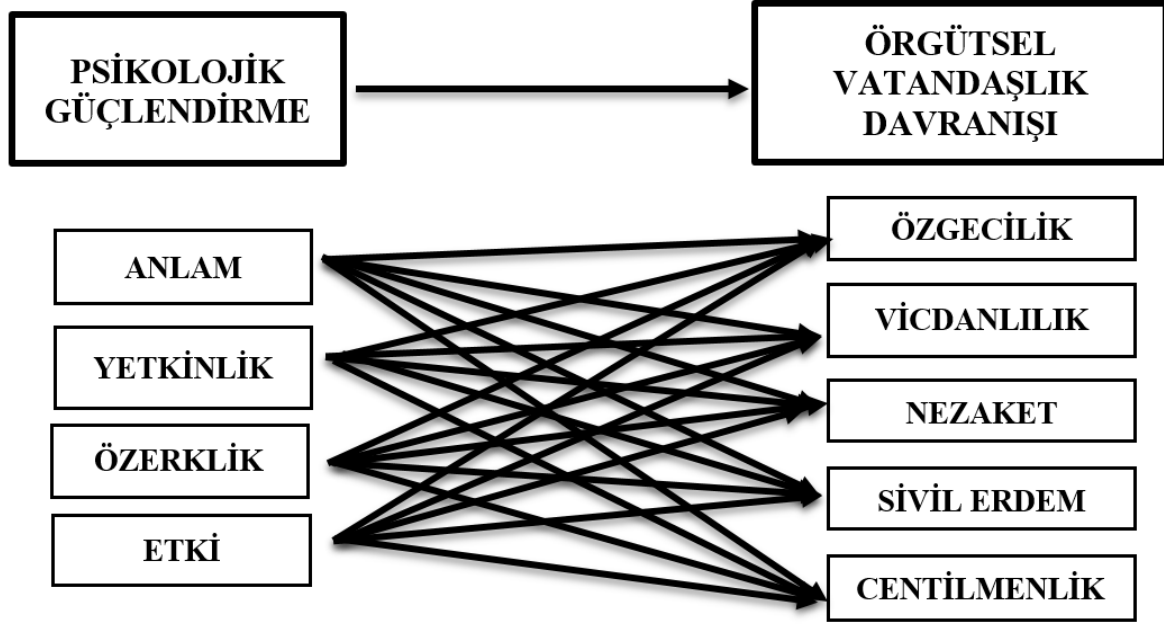 PSİKOLOJİK
GÜÇLENDİRME
ÖRGÜTSEL
VATANDAŞLIK
DAVRANIŞI
ANLAM
YETKİNLİK
ÖZERKLİK
ETKİ
ÖZGECİLİK
VİCDANLILIK
NEZAKET
SİVİL ERDEM
CENTİLMENLİK